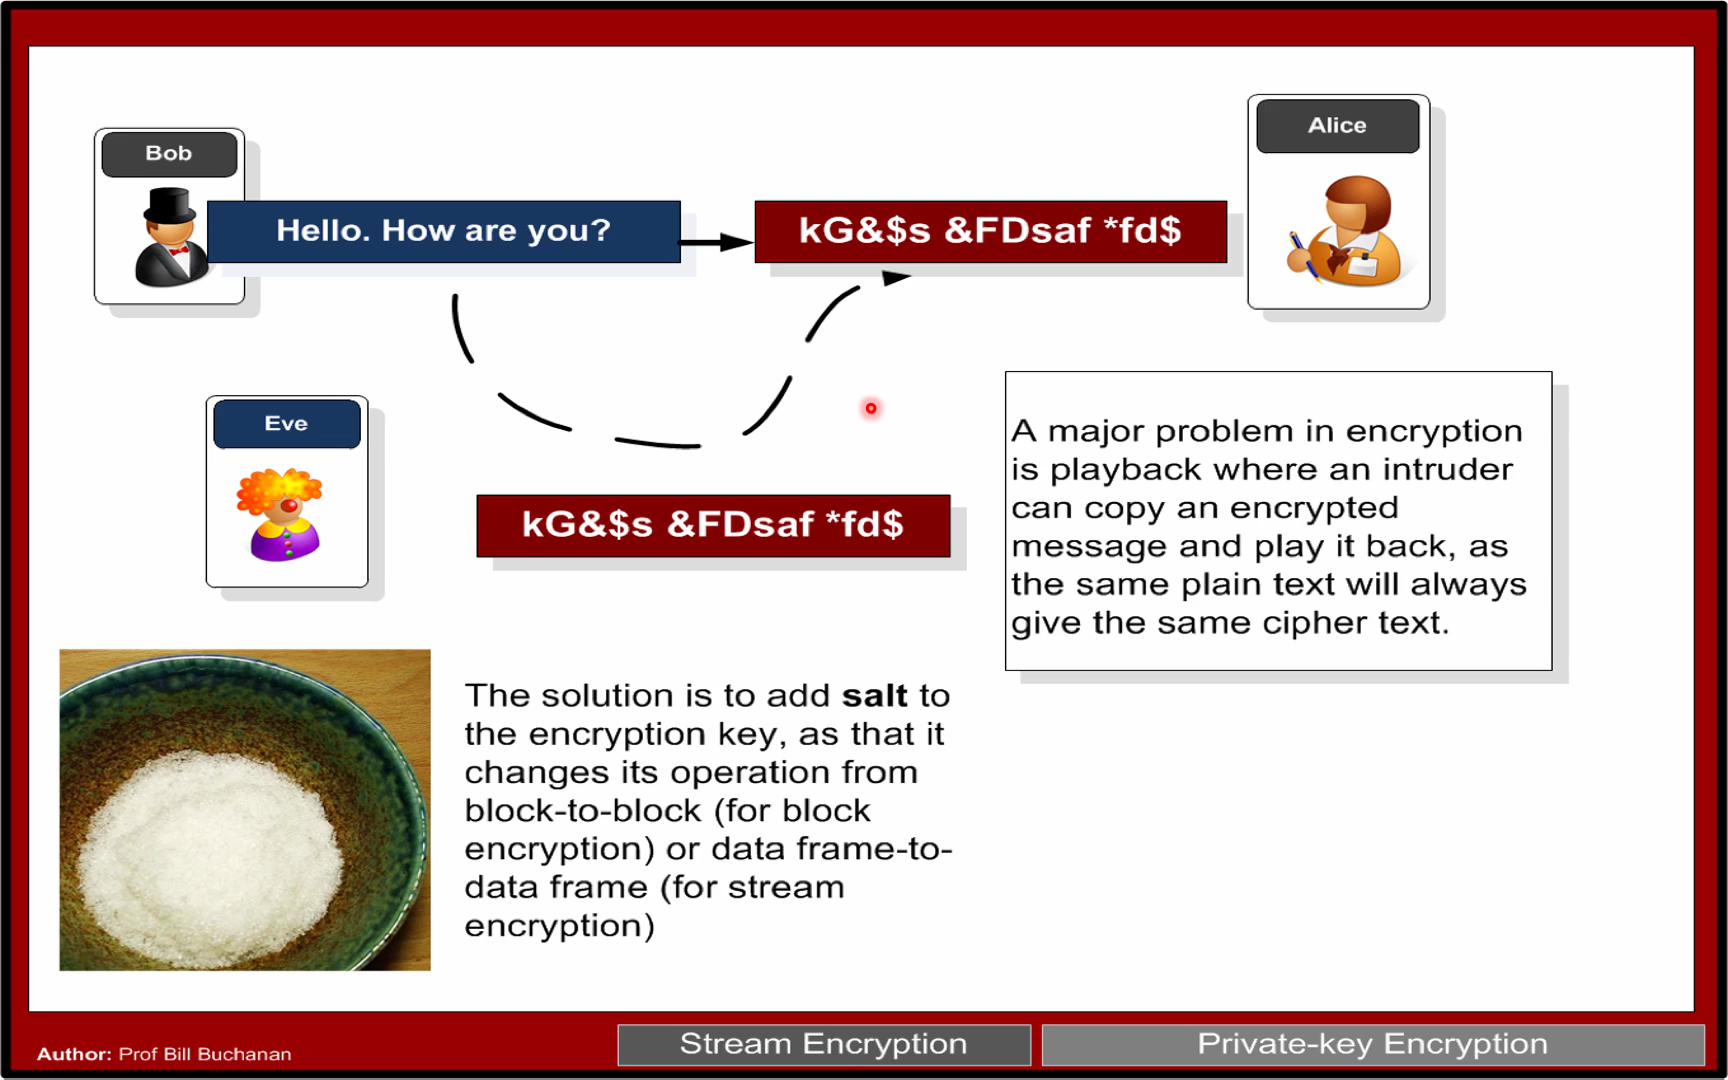 Bob
Alice
Hello. How are you?
kG&$s &FDsaf *fd$
Eve
kG&$s &FDsaf *fd$
A major problem in encryption
is playback where an intruder
can copy an encrypted
message and play it back, as
the same plain text will always
give the same cipher text.
The solution is to add salt to
the encryption key, as that it
changes its operation from
block-to-block (for block
encryption) or data frame-to-
data frame (for stream
encryption)
Author: Prof Bill Buchanan
Stream Encryption
Private-key Encryption